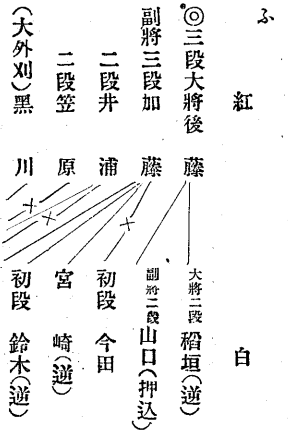 ふ
紅　白
◎三段大將後藤　大將二段稻垣(逆)
副將三段加藤　副將二段山口(押込)
二段井浦　初段今田
二段笠原　宮崎(逆)
(大外刈)黑川　初段鈴木(逆)